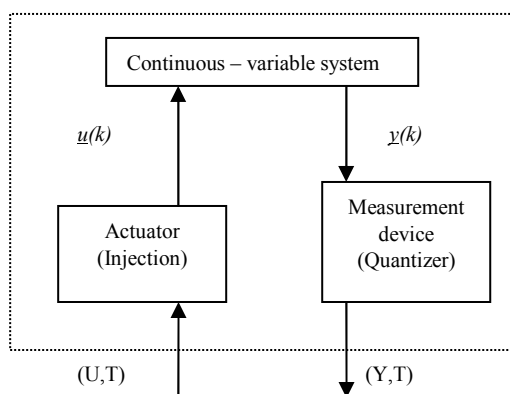 Continuous – variable system
u(k)
y(k)
Actuator
(Injection)
Measurement
device
(Quantizer)
(U,T)
(Y,T)